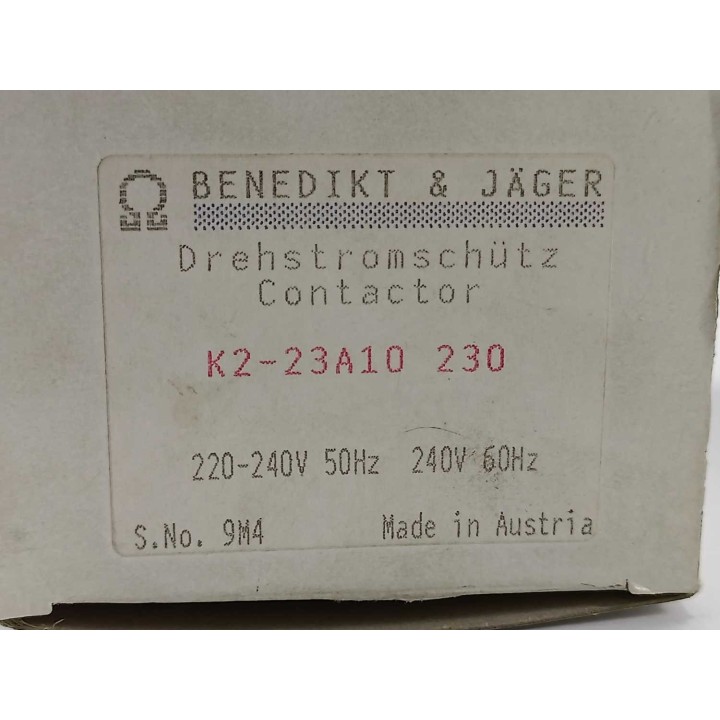 BENEDIKT & JÄGER
Drehstromschütz
Contactor
K2-23A10 230
220-240V 50Hz 240V 60Hz
S.No. 9M4 Made in Austria